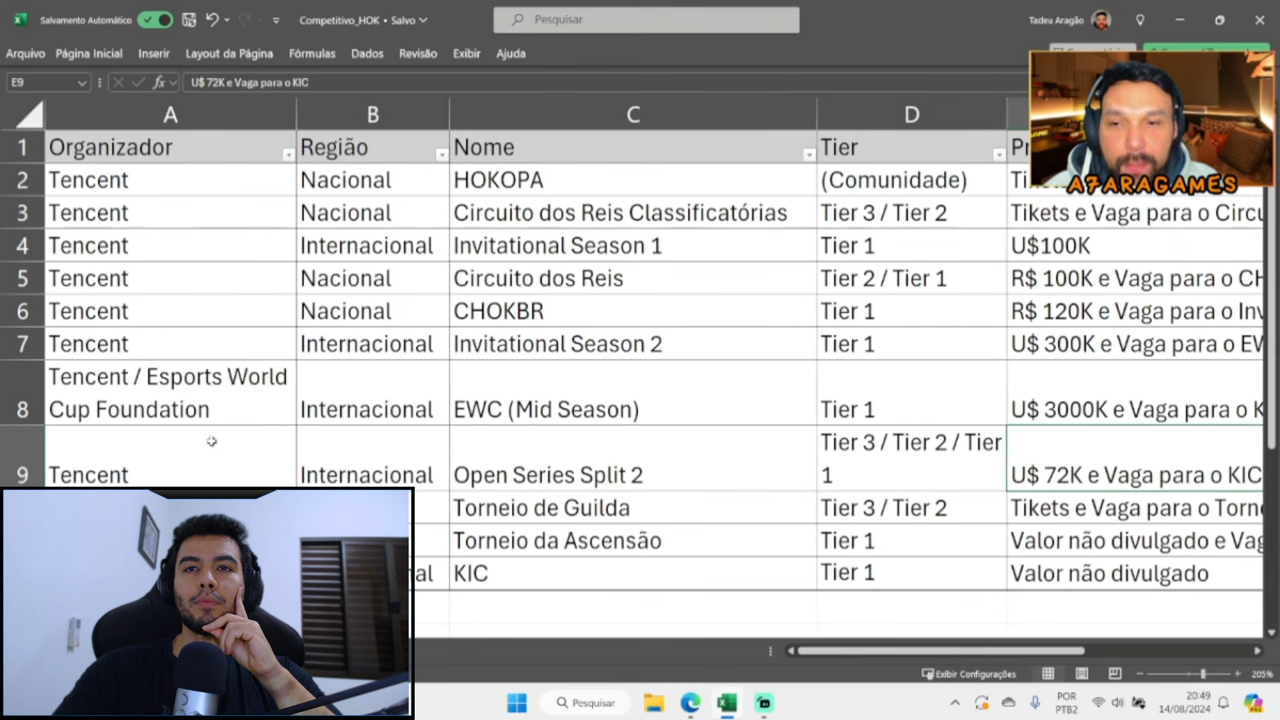 Salvamento Automático
Competitivo_HOK • Salvo
Pesquisar
Tadeu Aragão
Arquivo Página Inicial Inserir Layout da Página Fórmulas Dados Revisão Exibir Ajuda
E9 fx U$ 72K e Vaga para o KIC
A B C D
1 Organizador Região Nome Tier Pr
2 Tencent Nacional HOKOPA (Comunidade)
3 Tencent Nacional Circuito dos Reis Classificatórias Tier 3 / Tier 2 Tikets e Vaga para o Circu
4 Tencent Internacional Invitational Season 1 Tier 1 U$100K
5 Tencent Nacional Circuito dos Reis Tier 2 / Tier 1 R$ 100K e Vaga para o CH
6 Tencent Nacional CHOKBR Tier 1 R$ 120K e Vaga para o Inv
7 Tencent Internacional Invitational Season 2 Tier 1 U$ 300K e Vaga para o EW
Tencent / Esports World
8 Cup Foundation Internacional EWC (Mid Season) Tier 1 U$ 3000K e Vaga para o K
Tier 3 / Tier 2 / Tier
9 Tencent Internacional Open Series Split 2 1 U$ 72K e Vaga para o KIC
Torneio de Guilda Tier 3 / Tier 2 Tikets e Vaga para o Torne
Torneio da Ascensão Tier 1 Valor não divulgado e Vag
al KIC Tier 1 Valor não divulgado
A7ARAGAMES
Exibir Configurações 205%
Pesquisar
POR
PTB2
20:49
14/08/2024